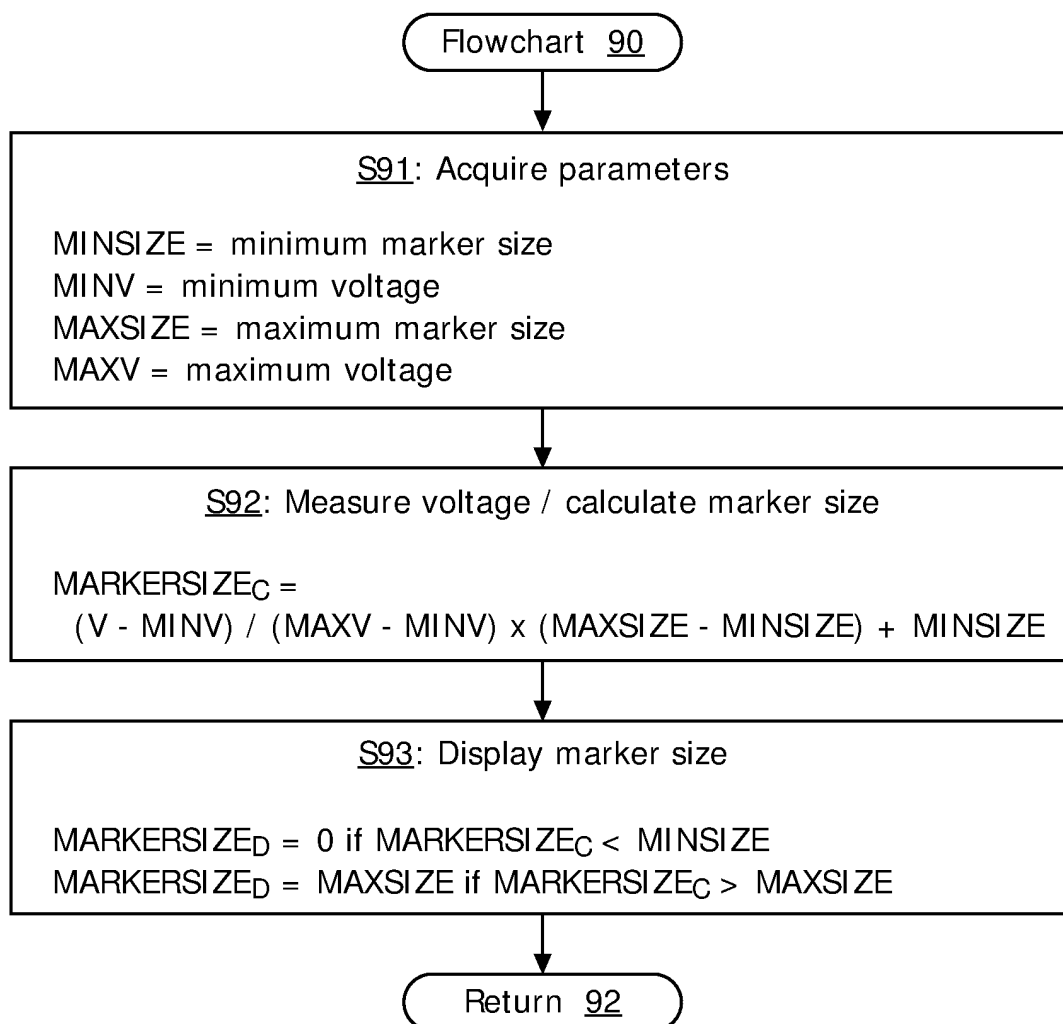 Flowchart 90
S91: Acquire parameters
MINSIZE = minimum marker size
MINV = minimum voltage
MAXSIZE = maximum marker size
MAXV = maximum voltage
S92: Measure voltage / calculate marker size
MARKERSIZEC =
(V - MINV) / (MAXV - MINV) x (MAXSIZE - MINSIZE) + MINSIZE
S93: Display marker size
MARKERSIZED = 0 if MARKERSIZEC < MINSIZE
MARKERSIZED = MAXSIZE if MARKERSIZEC > MAXSIZE
Return 92